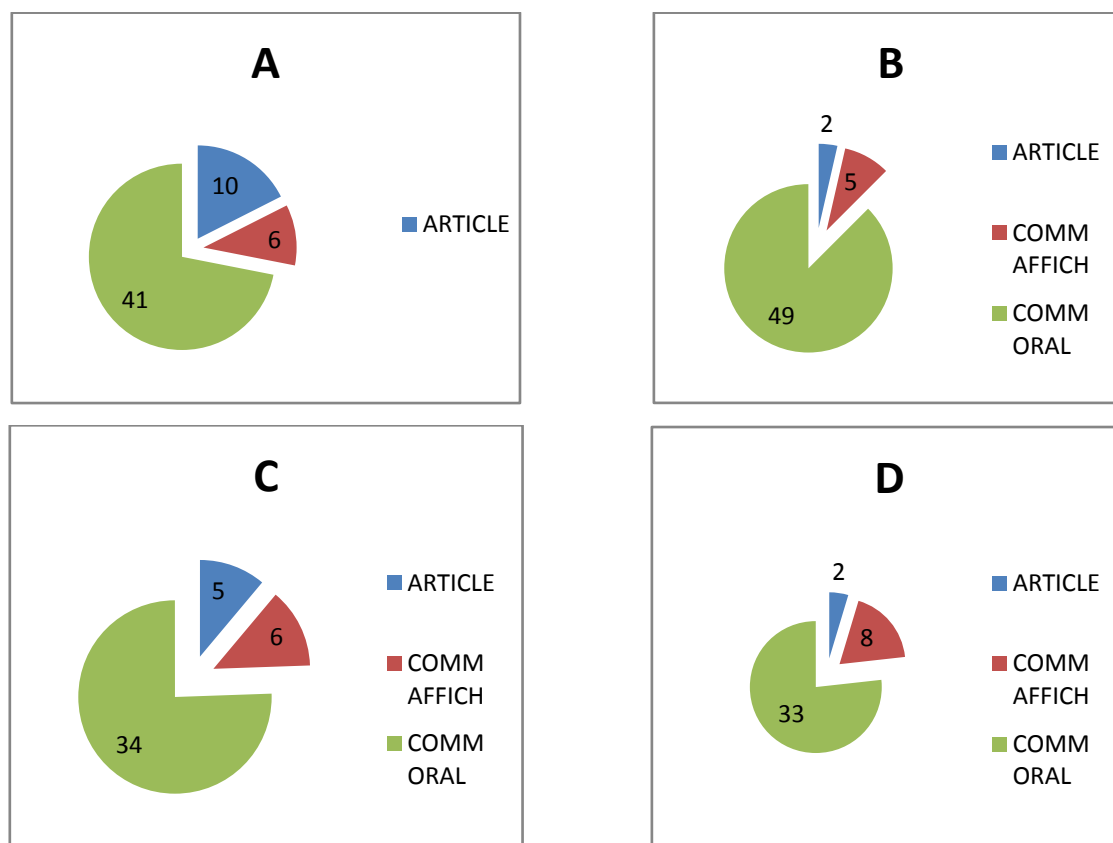 A
10
6
41
ARTICLE
B
2
5
49
ARTICLE
COMM
AFFICH
COMM
ORAL
C
5
6
34
ARTICLE
COMM
AFFICH
COMM
ORAL
D
2
8
33
ARTICLE
COMM
AFFICH
COMM
ORAL